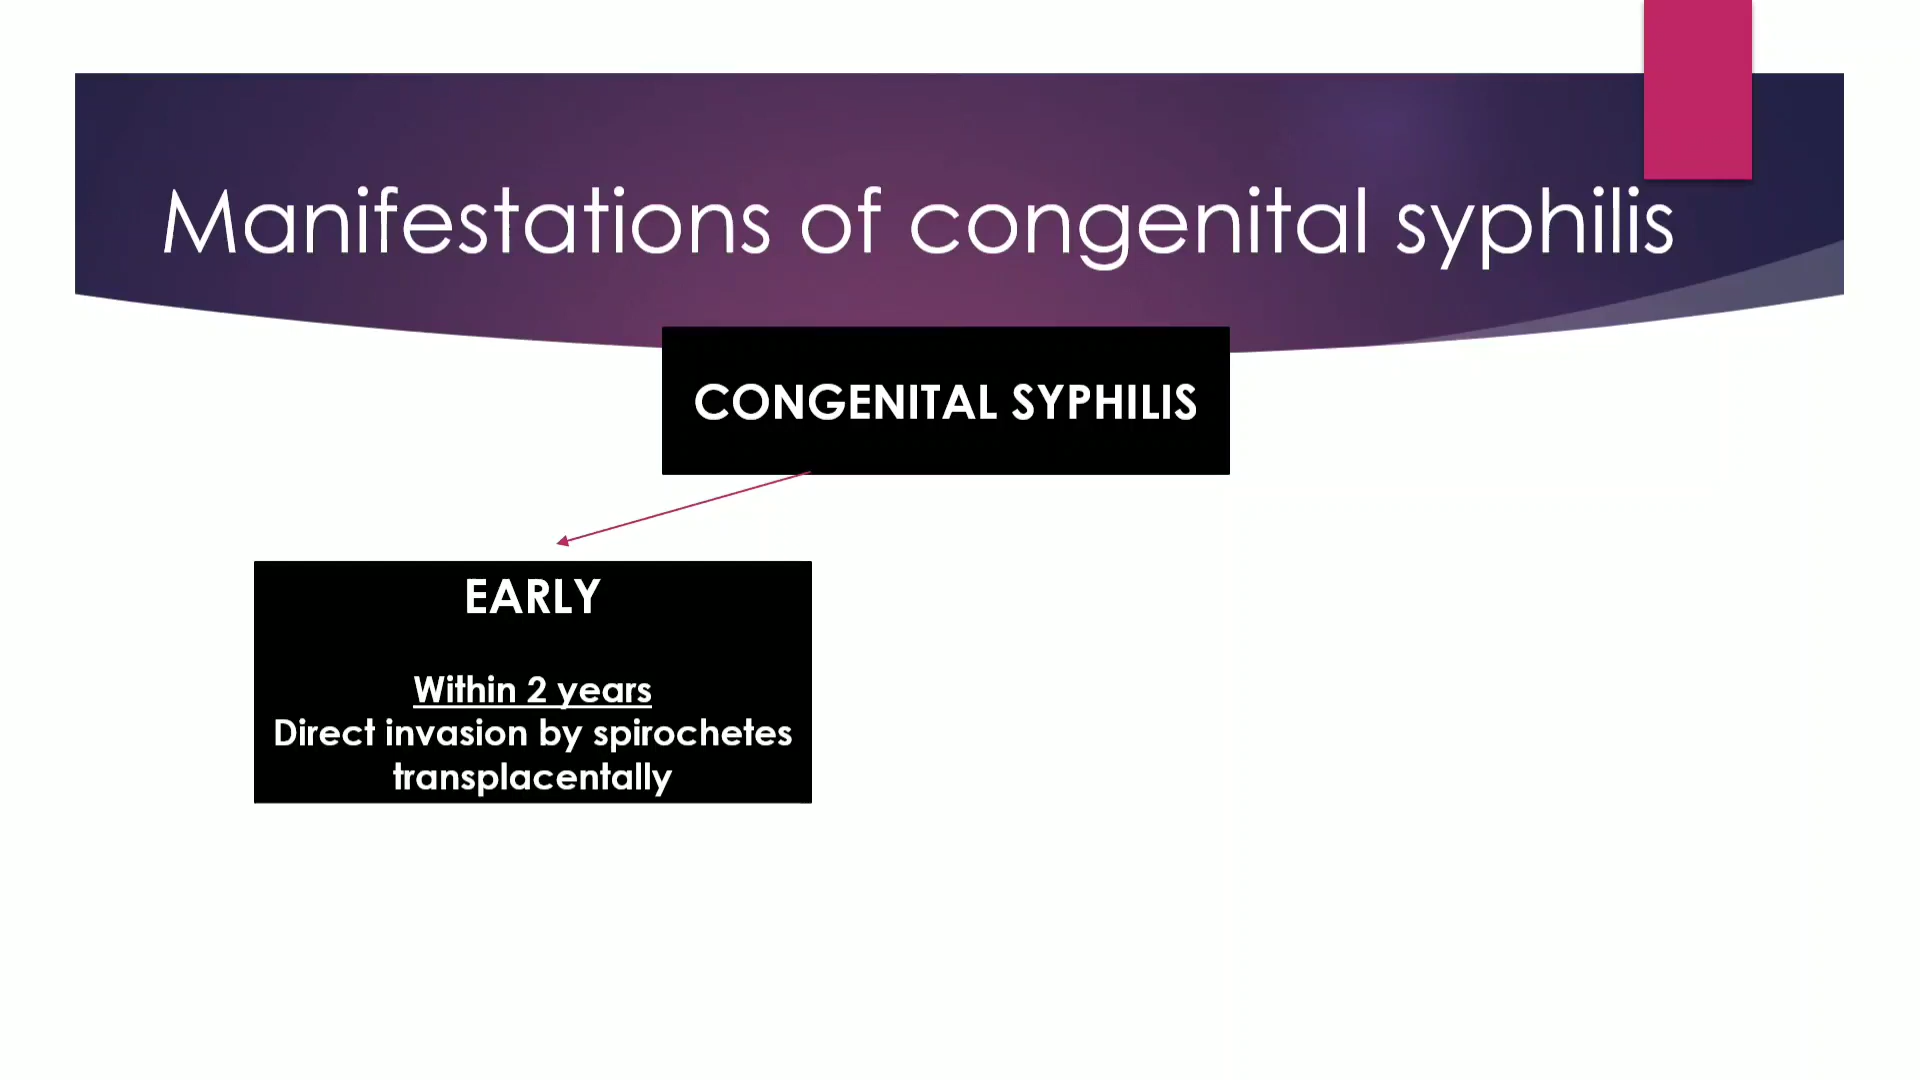 Manifestations of congenital syphilis
CONGENITAL SYPHILIS
EARLY
Within 2 years
Direct invasion by spirochetes
transplacentally